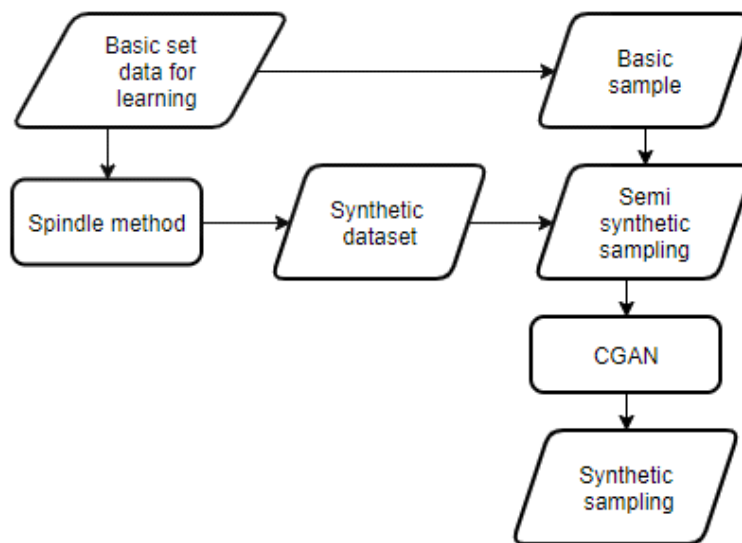 Basic set
data for
learning
Basic
sample
Spindle method
Synthetic
dataset
Semi
synthetic
sampling
CGAN
Synthetic
sampling